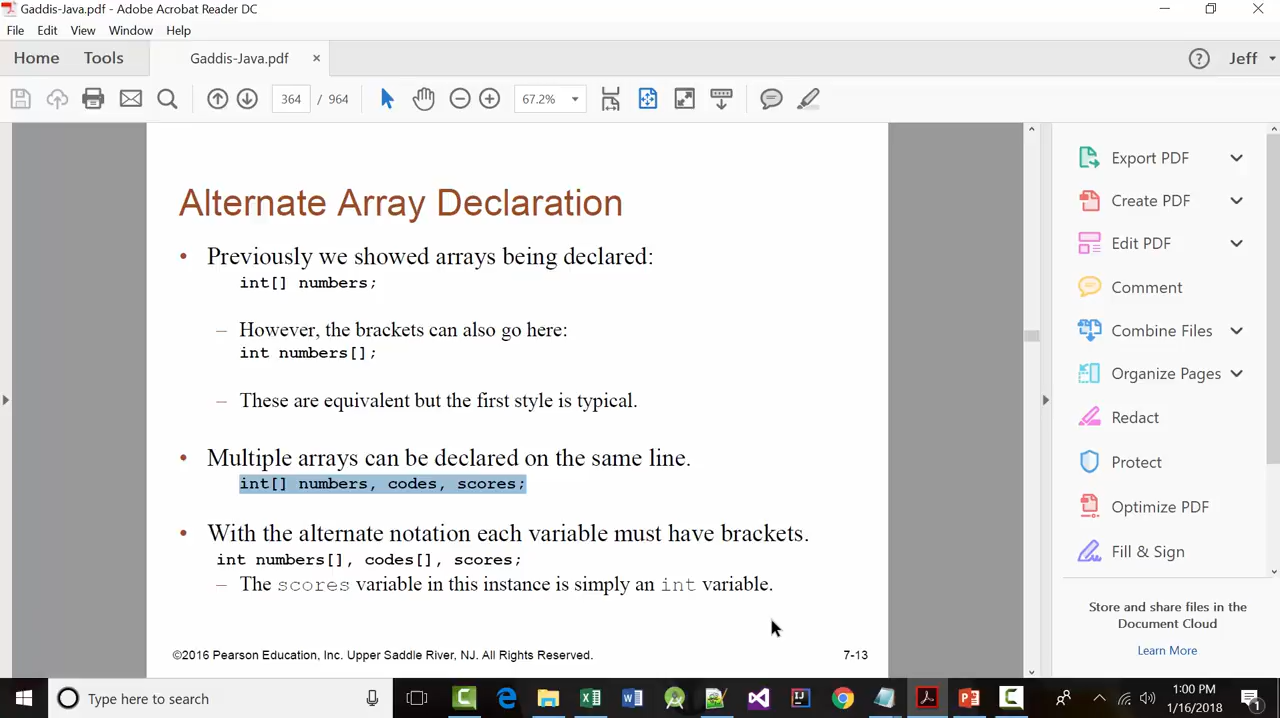 Gaddis-Java.pdf - Adobe Acrobat Reader DC
File Edit View Window Help
Home Tools Gaddis-Java.pdf × ? Jeff
364 / 964 67.2%
Alternate Array Declaration
• Previously we showed arrays being declared:
int[] numbers;
– However, the brackets can also go here:
int numbers[];
– These are equivalent but the first style is typical.
• Multiple arrays can be declared on the same line.
int[] numbers, codes, scores;
• With the alternate notation each variable must have brackets.
int numbers[], codes[], scores;
– The scores variable in this instance is simply an int variable.
©2016 Pearson Education, Inc. Upper Saddle River, NJ. All Rights Reserved. 7-13
Export PDF
Create PDF
Edit PDF
Comment
Combine Files
Organize Pages
Redact
Protect
Optimize PDF
Fill & Sign
Store and share files in the
Document Cloud
Learn More
Type here to search
1:00 PM
1/16/2018
1